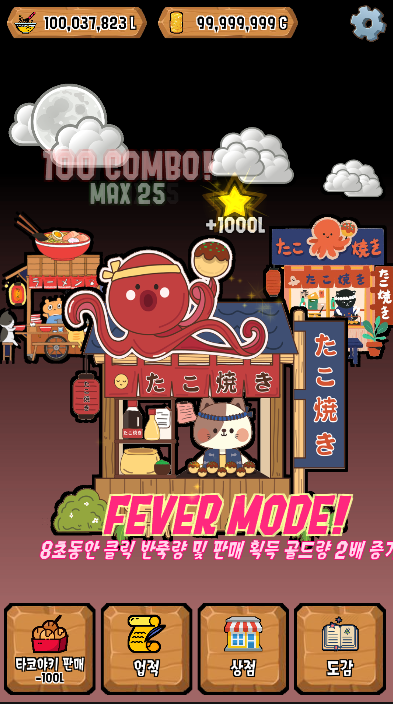 100,037,823 L
99,999,999 G
100 COMBO!
MAX 255
+1000L
たこ 焼き
たこ焼き
ラーメン
たこ焼き
たこ焼き
たこ焼き
FEVER MODE!
8초동안 클릭 반죽량 및 판매 획득 골드량 2배 증가
타코야키 판매
-100L
업적
상점
도감